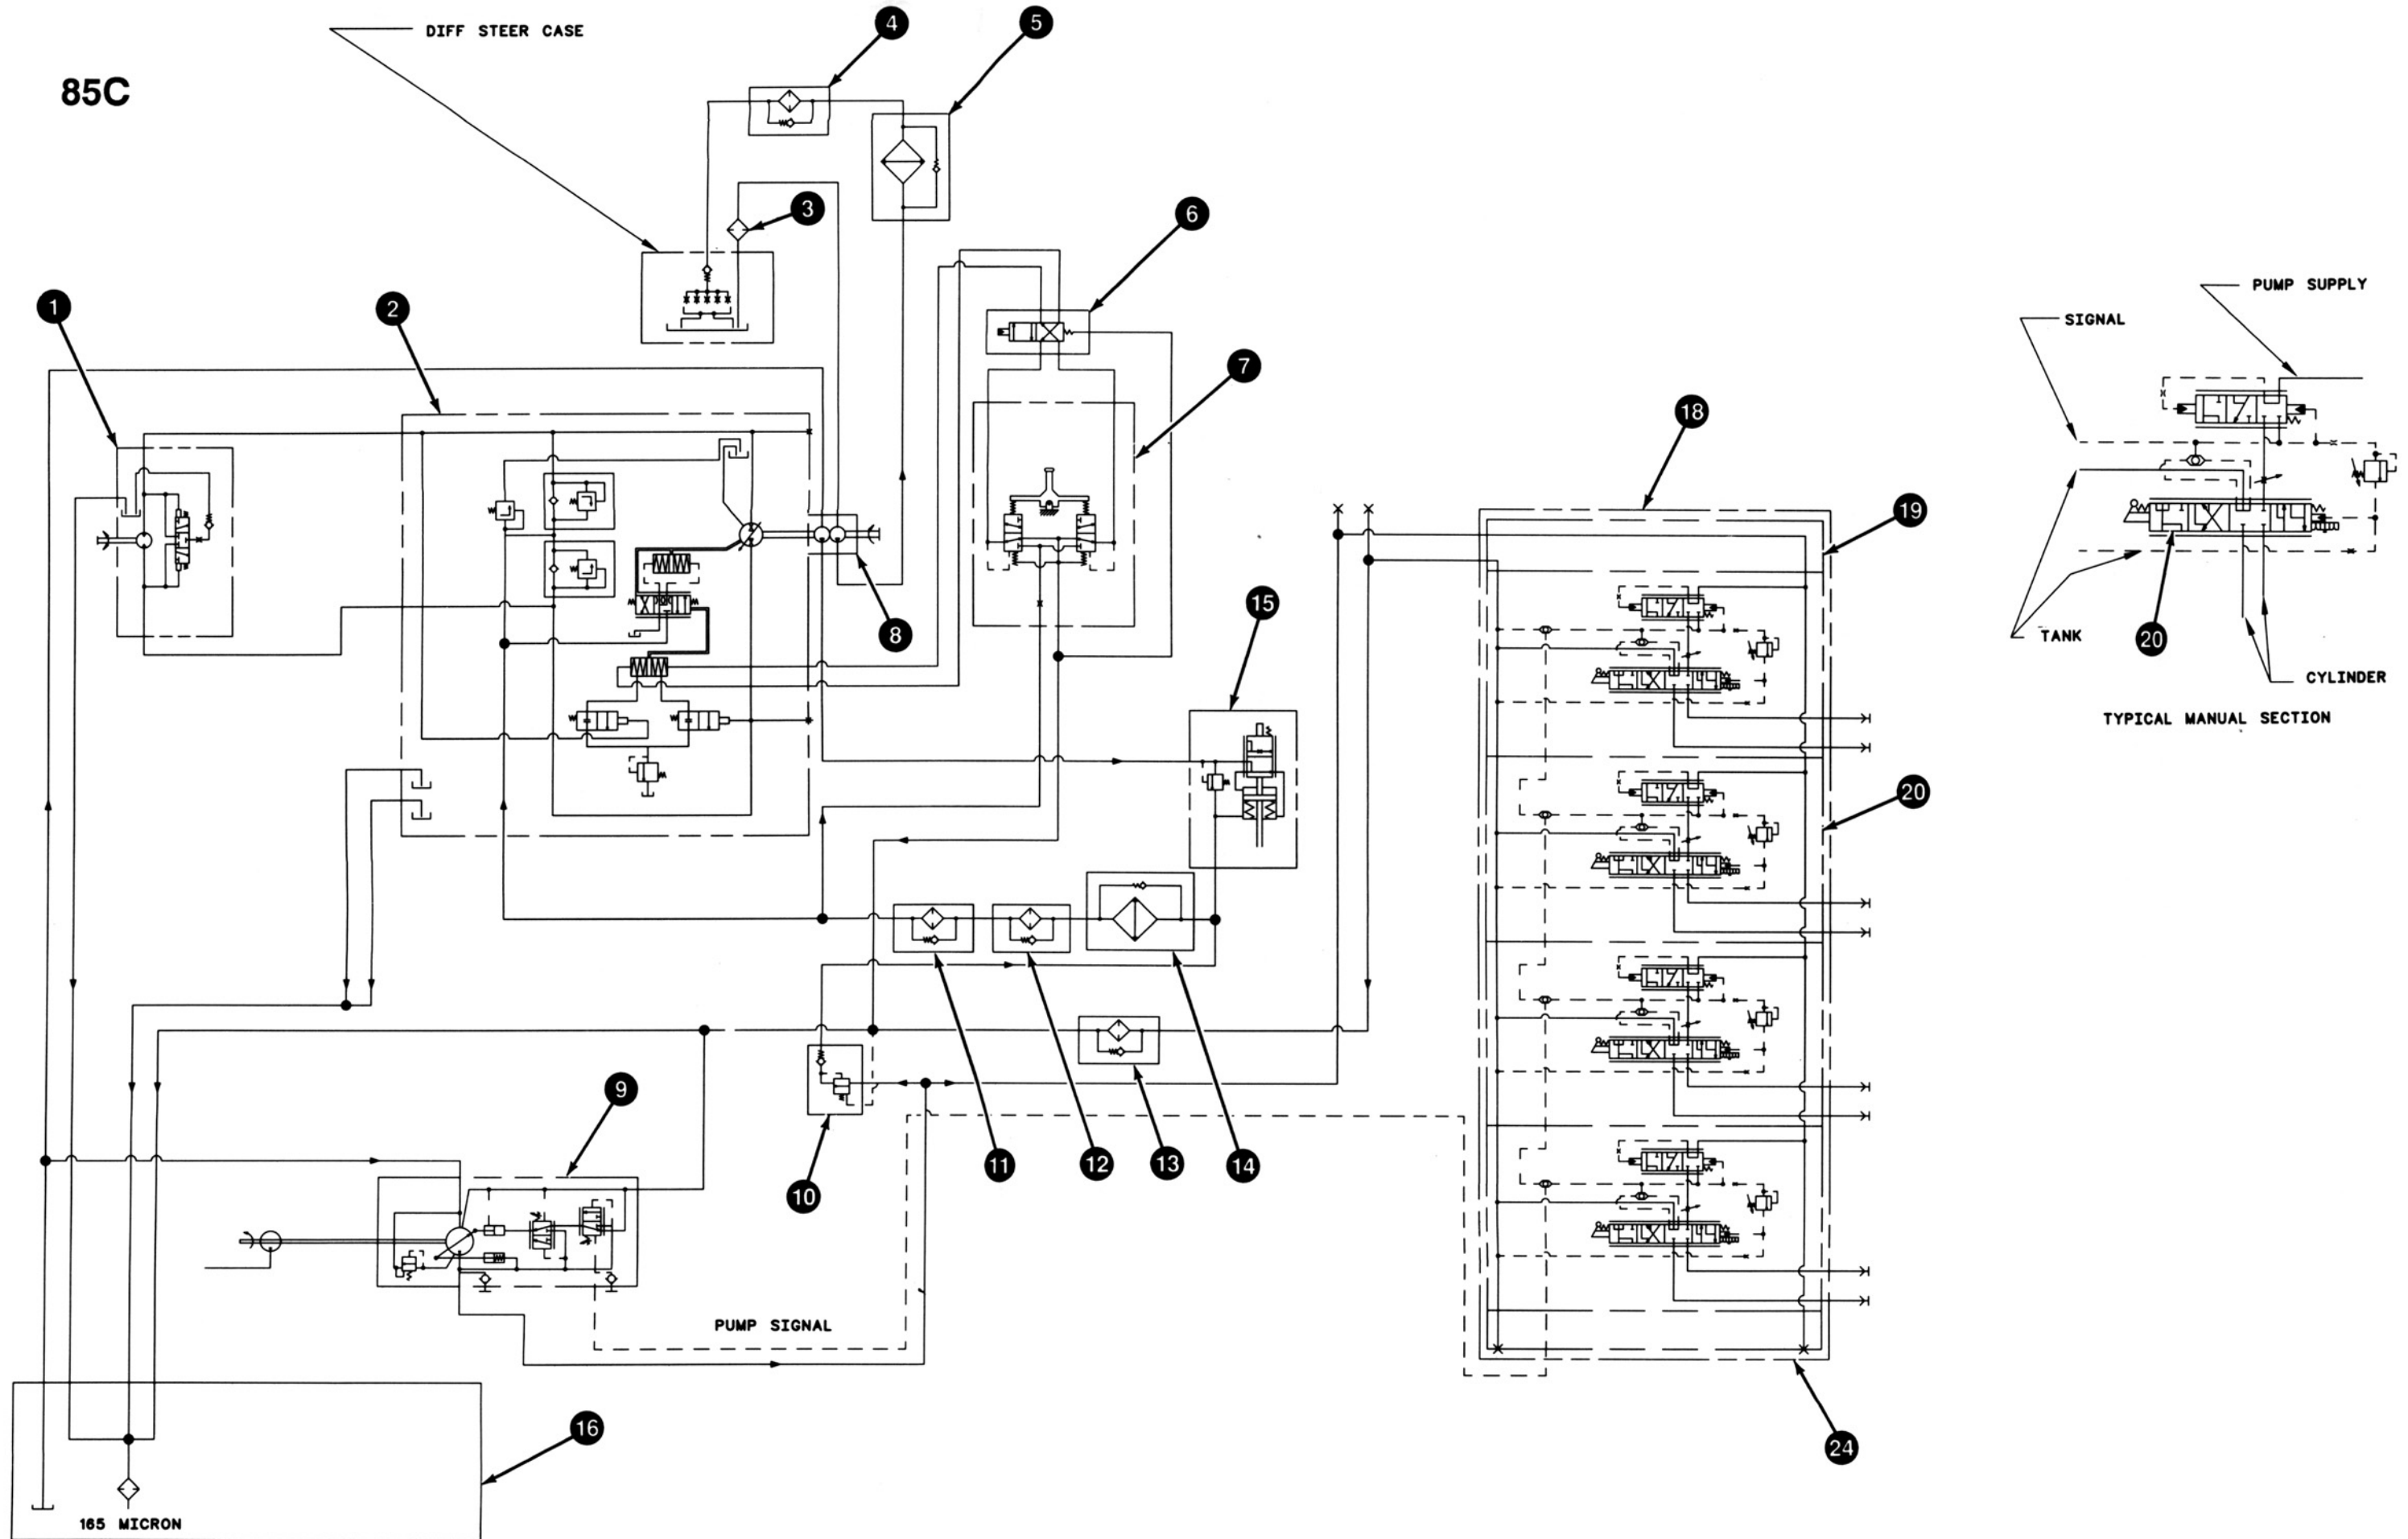 DIFF STEER CASE
4
5
85C
3
6
1
2
PUMP SUPPLY
SIGNAL
7
18
19
15
8
TANK
20
CYLINDER
TYPICAL MANUAL SECTION
20
9
11
12
13
14
10
PUMP SIGNAL
16
24
165 MICRON